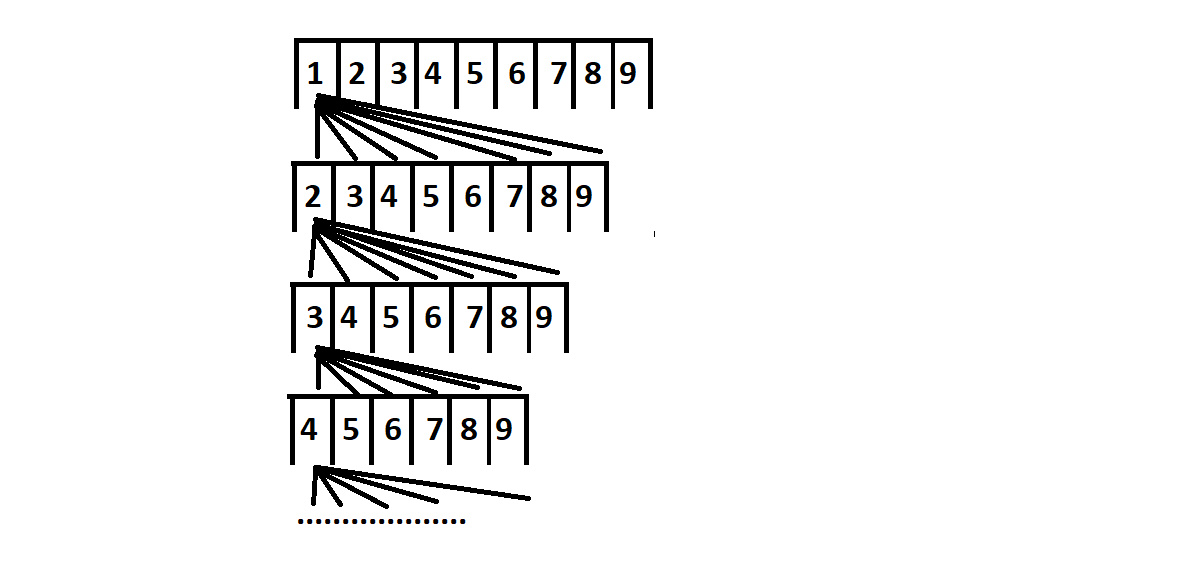 1 2 3 4 5 6 7 8 9
2 3 4 5 6 7 8 9
3 4 5 6 7 8 9
4 5 6 7 8 9
...................